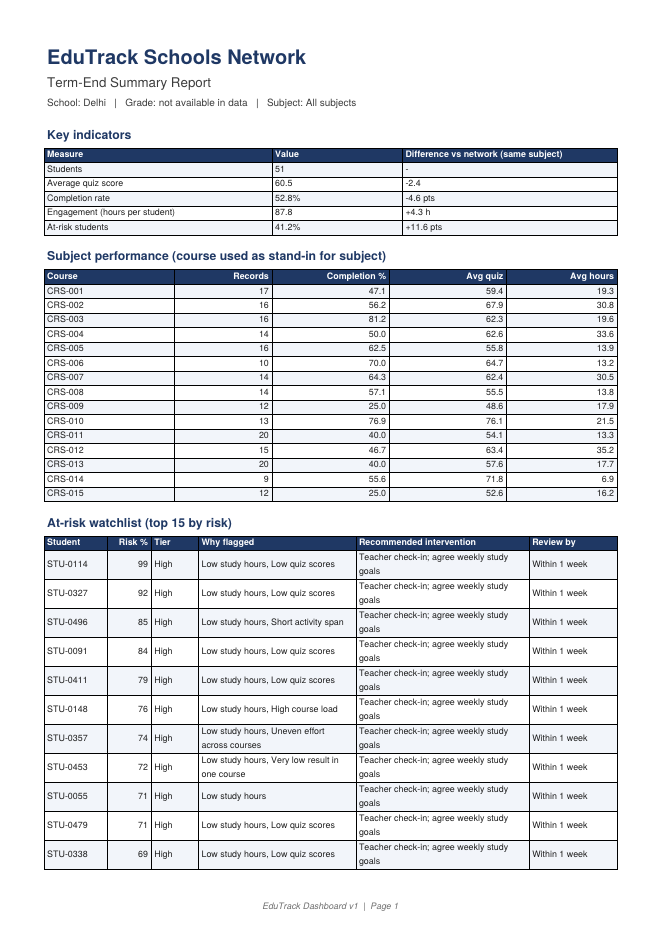 EduTrack Schools Network
Term-End Summary Report
School: Delhi | Grade: not available in data | Subject: All subjects
Key indicators
Measure Value Difference vs network (same subject)
Students 51 -
Average quiz score 60.5 -2.4
Completion rate 52.8% -4.6 pts
Engagement (hours per student) 87.8 +4.3 h
At-risk students 41.2% +11.6 pts
Subject performance (course used as stand-in for subject)
Course Records Completion % Avg quiz Avg hours
CRS-001 17 47.1 59.4 19.3
CRS-002 16 56.2 67.9 30.8
CRS-003 16 81.2 62.3 19.6
CRS-004 14 50.0 62.6 33.6
CRS-005 16 62.5 55.8 13.9
CRS-006 10 70.0 64.7 13.2
CRS-007 14 64.3 62.4 30.5
CRS-008 14 57.1 55.5 13.8
CRS-009 12 25.0 48.6 17.9
CRS-010 13 76.9 76.1 21.5
CRS-011 20 40.0 54.1 13.3
CRS-012 15 46.7 63.4 35.2
CRS-013 20 40.0 57.6 17.7
CRS-014 9 55.6 71.8 6.9
CRS-015 12 25.0 52.6 16.2
At-risk watchlist (top 15 by risk)
Student Risk % Tier Why flagged Recommended intervention Review by
STU-0114 99 High Low study hours, Low quiz scores Teacher check-in; agree weekly study
goals Within 1 week
STU-0327 92 High Low study hours, Low quiz scores Teacher check-in; agree weekly study
goals Within 1 week
STU-0496 85 High Low study hours, Short activity span Teacher check-in; agree weekly study
goals Within 1 week
STU-0091 84 High Low study hours, Low quiz scores Teacher check-in; agree weekly study
goals Within 1 week
STU-0411 79 High Low study hours, Low quiz scores Teacher check-in; agree weekly study
goals Within 1 week
STU-0148 76 High Low study hours, High course load Teacher check-in; agree weekly study
goals Within 1 week
STU-0357 74 High Low study hours, Uneven effort
across courses Teacher check-in; agree weekly study
goals Within 1 week
STU-0453 72 High Low study hours, Very low result in
one course Teacher check-in; agree weekly study
goals Within 1 week
STU-0055 71 High Low study hours Teacher check-in; agree weekly study
goals Within 1 week
STU-0479 71 High Low study hours, Low quiz scores Teacher check-in; agree weekly study
goals Within 1 week
STU-0338 69 High Low study hours, Low quiz scores Teacher check-in; agree weekly study
goals Within 1 week
EduTrack Dashboard v1 | Page 1